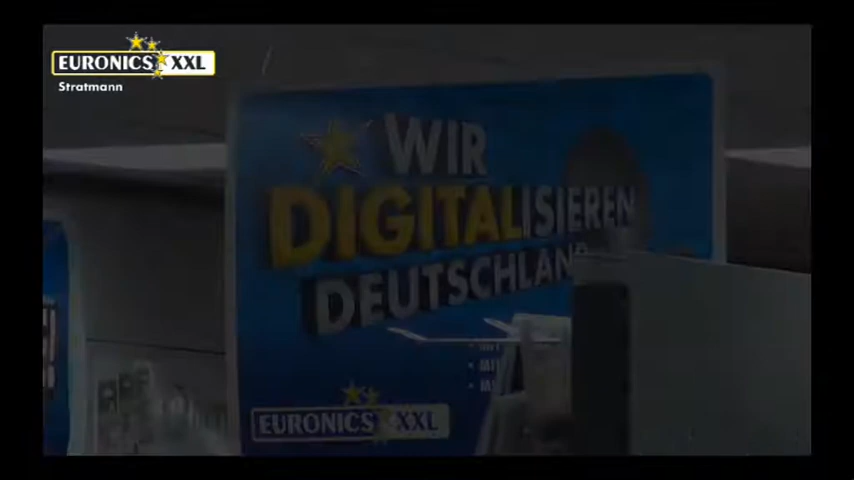 EURONICS XXL
Stratmann
WIR
DIGITALISIEREN
DEUTSCHLAND
EURONICS XXL